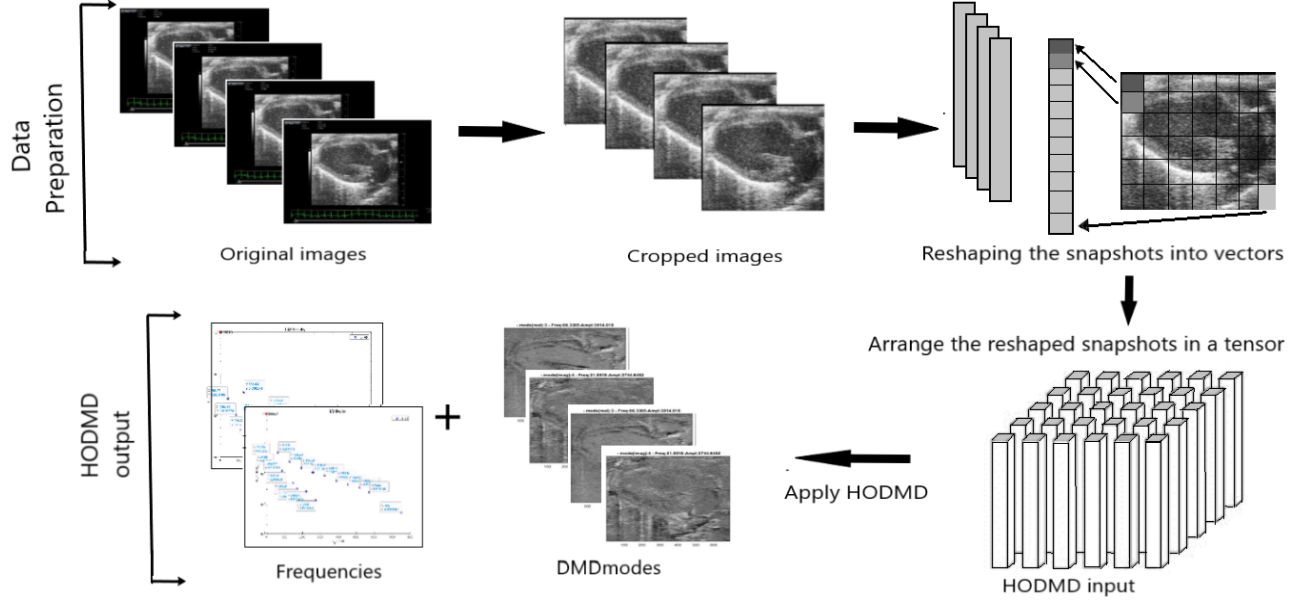 Data
Preparation
Original images
Cropped images
Reshaping the snapshots into vectors
Arrange the reshaped snapshots in a tensor
HODMD
output
+
Apply HODMD
Frequencies
DMDmodes
HODMD input